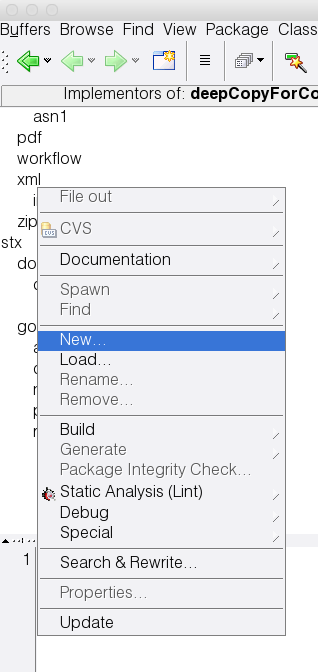 Buffers Browse Find View Package Class
Implementors of: deepCopyForCo
asn1
pdf
workflow
xml
zip
stx
File out
CVS
Documentation
Spawn
Find
New...
Load...
Rename...
Remove...
Build
Generate
Package Integrity Check...
Static Analysis (Lint)
Debug
Special
Search & Rewrite...
Properties...
Update
1